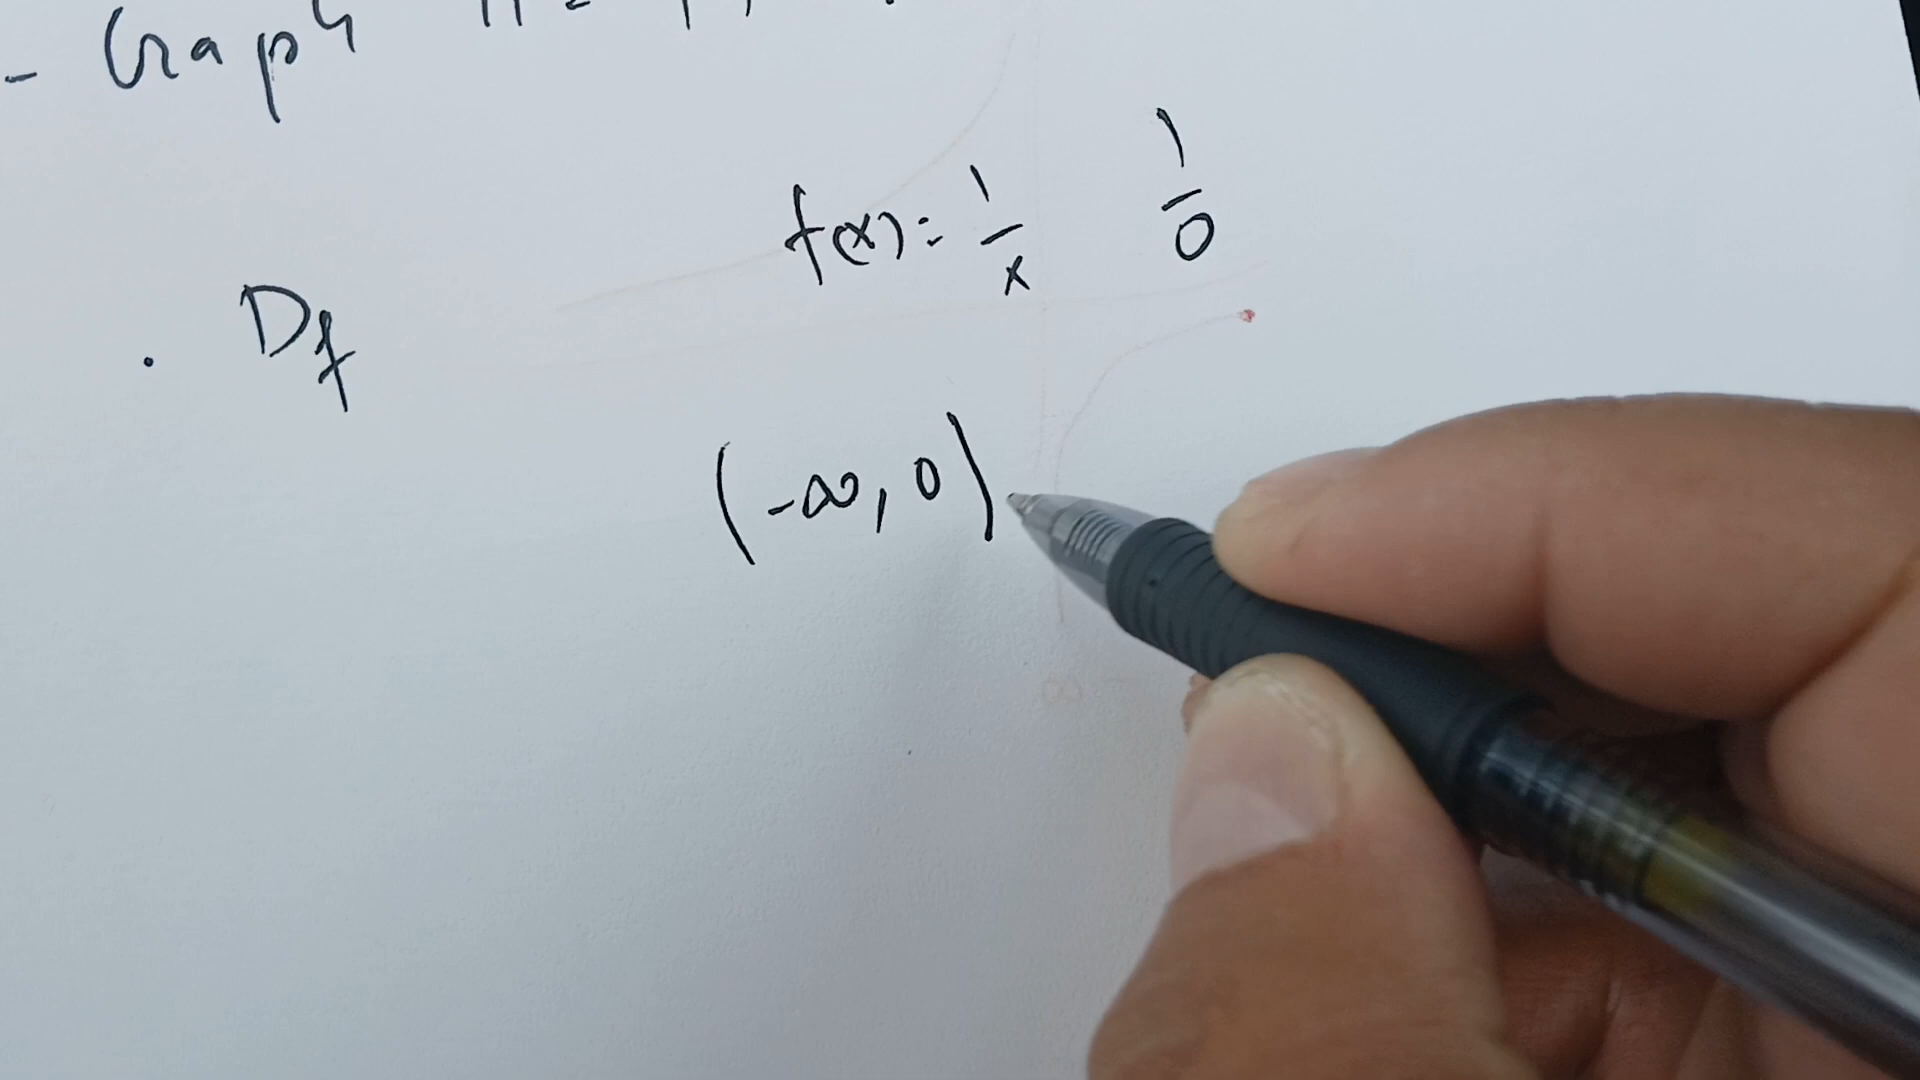 - Graph
f(x) = 1/x 1/0
. Df
(-∞, 0)